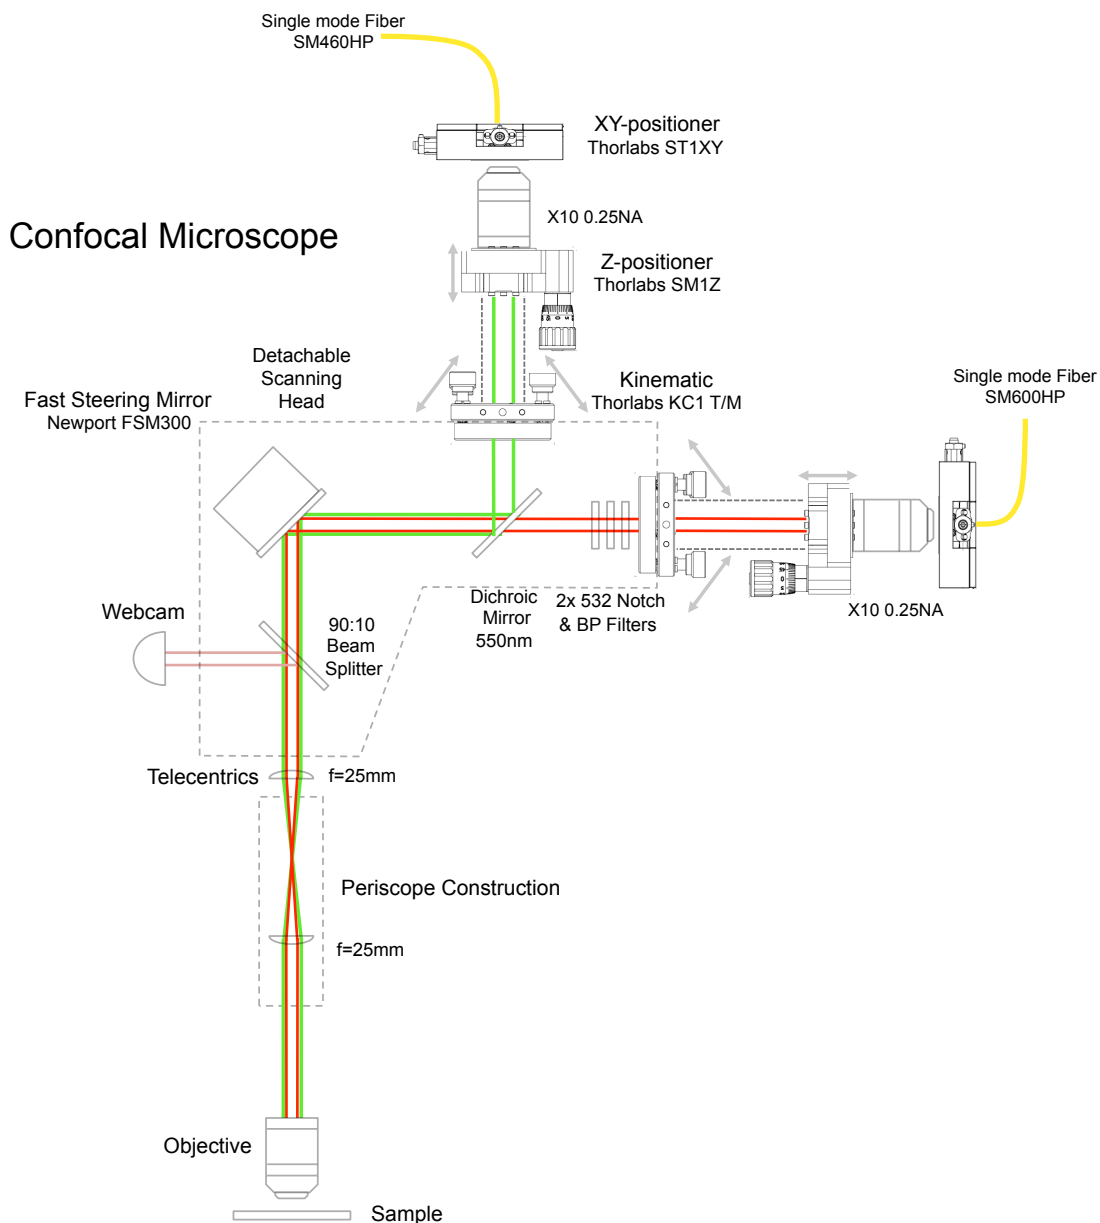 Single mode Fiber
SM460HP
XY-positioner
Thorlabs ST1XY
X10 0.25NA
Confocal Microscope
Z-positioner
Thorlabs SM1Z
Detachable
Scanning
Head
Kinematic
Thorlabs KC1 T/M
Single mode Fiber
SM600HP
Fast Steering Mirror
Newport FSM300
Dichroic
Mirror
550nm
2x 532 Notch
& BP Filters
X10 0.25NA
Webcam
90:10
Beam
Splitter
Telecentrics
f=25mm
Periscope Construction
f=25mm
Objective
Sample